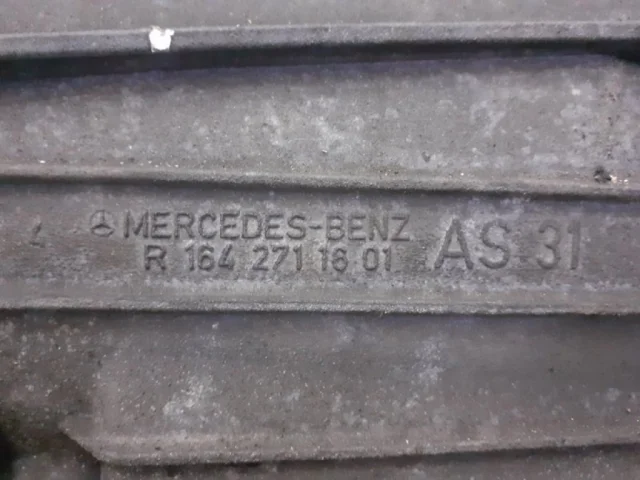 MERCEDES-BENZ
R 164 271 16 01
AS 31